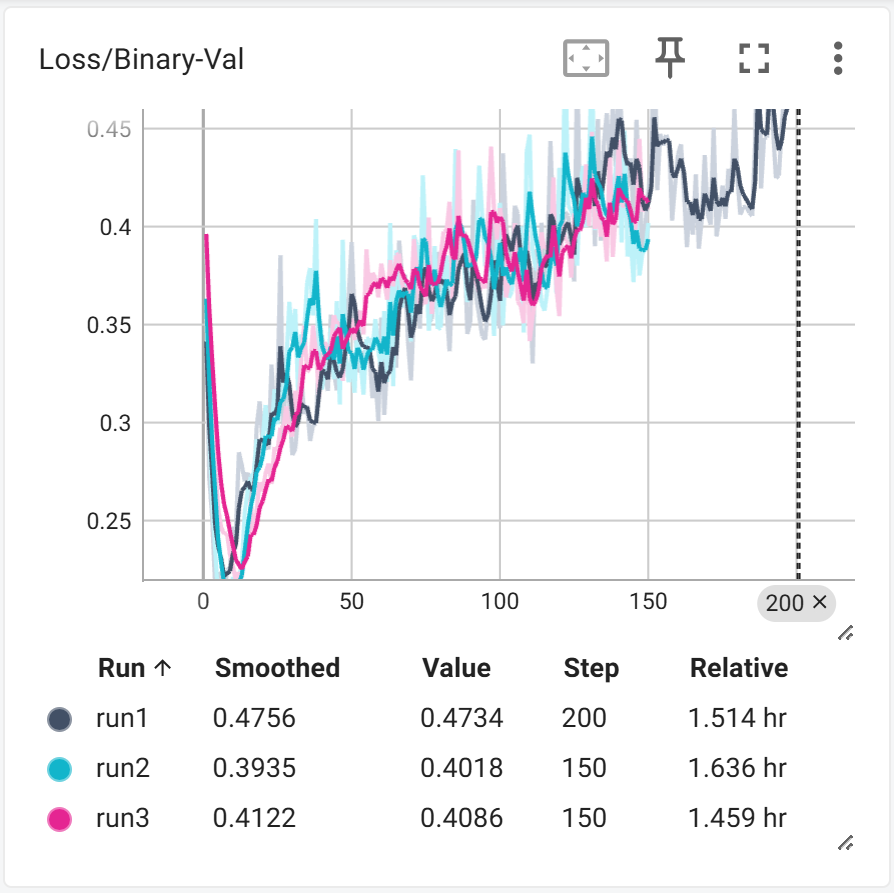 Loss/Binary-Val
0.45
0.4
0.35
0.3
0.25
0 50 100 150 200 ×
Run ↑ Smoothed Value Step Relative
run1 0.4756 0.4734 200 1.514 hr
run2 0.3935 0.4018 150 1.636 hr
run3 0.4122 0.4086 150 1.459 hr